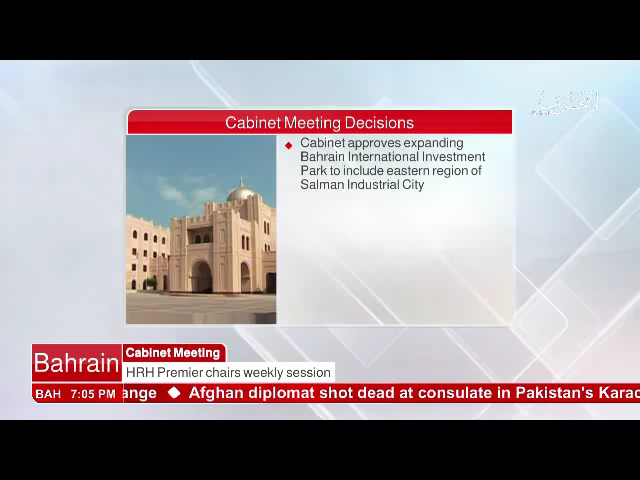 Cabinet Meeting Decisions
Cabinet approves expanding
Bahrain International Investment
Park to include eastern region of
Salman Industrial City
Bahrain
Cabinet Meeting
HRH Premier chairs weekly session
BAH 7:05 PM ange ◆ Afghan diplomat shot dead at consulate in Pakistan's Karac